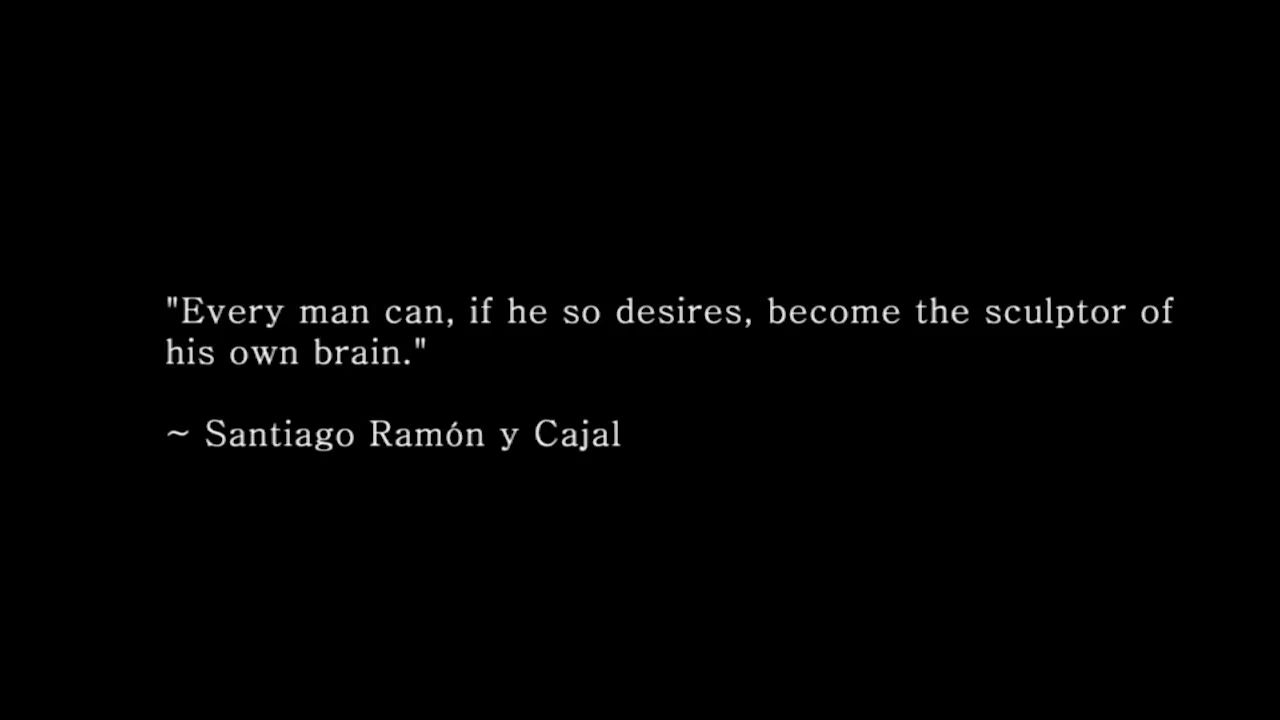 "Every man can, if he so desires, become the sculptor of
his own brain."
~ Santiago Ramón y Cajal